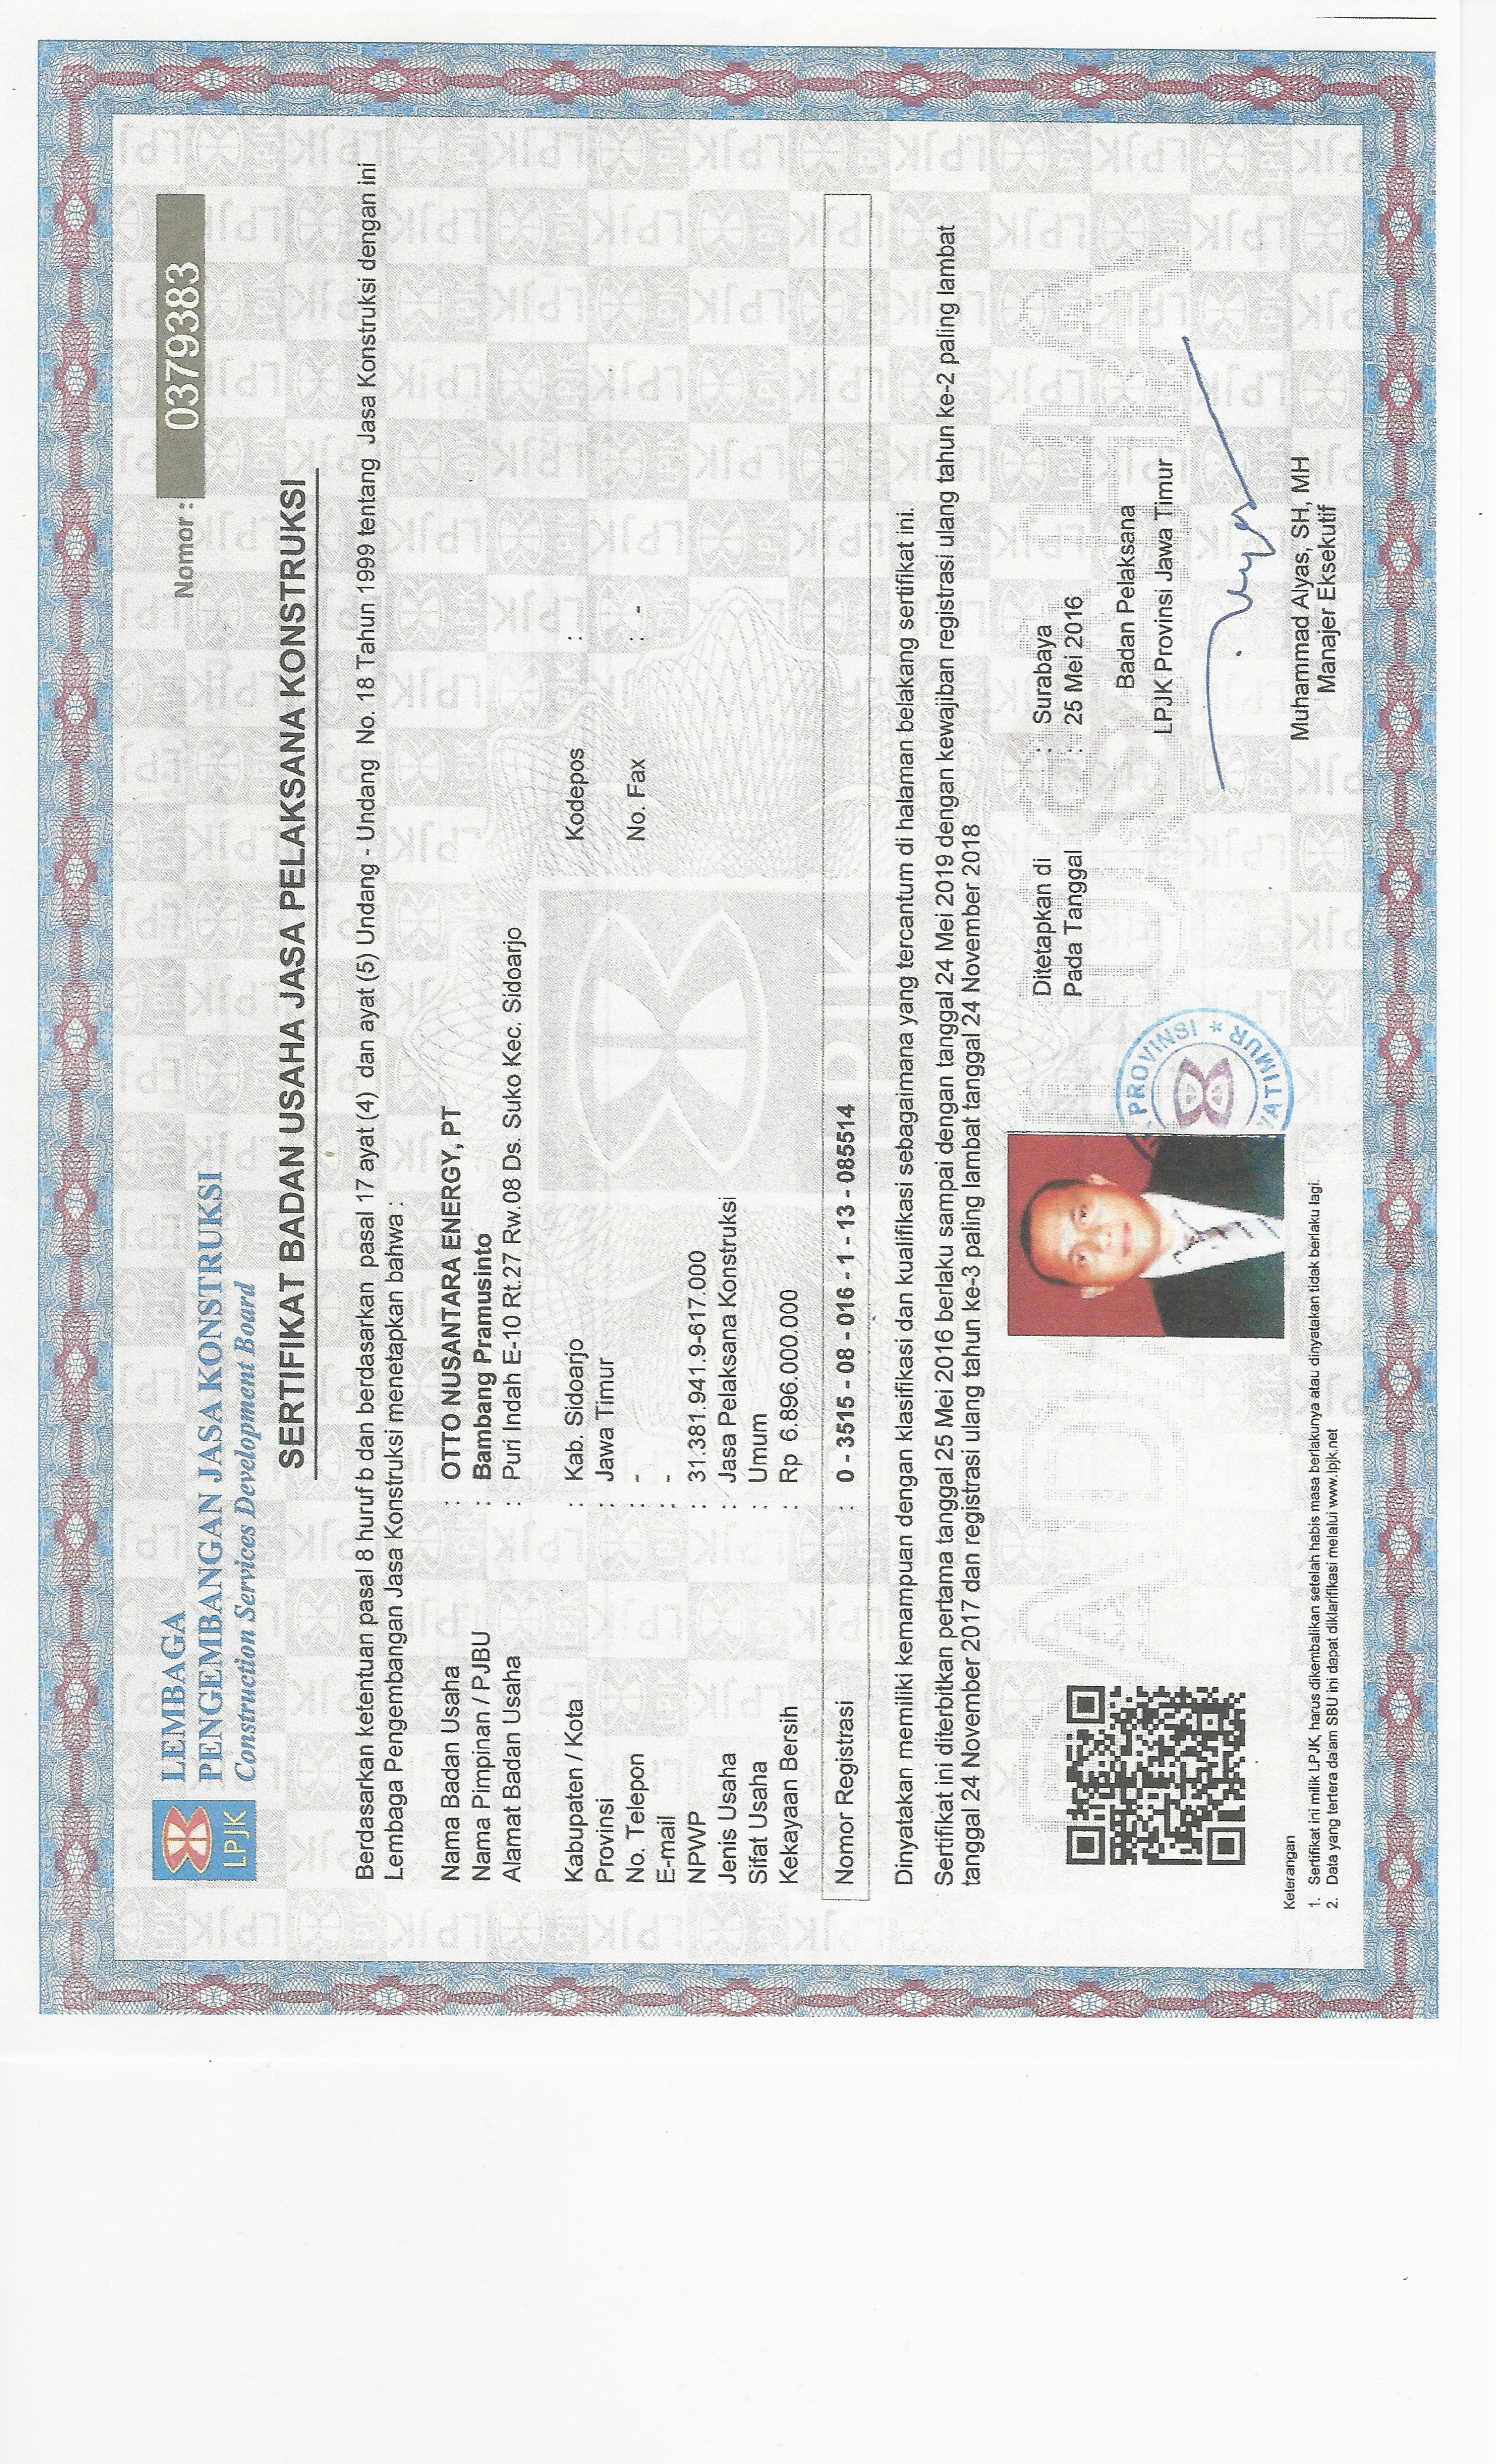 LPJK
LEMBAGA
PENGEMBANGAN JASA KONSTRUKSI
Construction Services Development Board
Nomor : 0379383
SERTIFIKAT BADAN USAHA JASA PELAKSANA KONSTRUKSI
Berdasarkan ketentuan pasal 8 huruf b dan berdasarkan pasal 17 ayat (4) dan ayat (5) Undang - Undang No. 18 Tahun 1999 tentang Jasa Konstruksi dengan ini
Lembaga Pengembangan Jasa Konstruksi menetapkan bahwa :
Nama Badan Usaha : OTTO NUSANTARA ENERGY, PT
Nama Pimpinan / PJBU : Bambang Pramusinto
Alamat Badan Usaha : Puri Indah E-10 Rt.27 Rw.08 Ds. Suko Kec. Sidoarjo
Kabupaten / Kota : Kab. Sidoarjo Kodepos :
Provinsi : Jawa Timur
No. Telepon : - No. Fax : -
E-mail : -
NPWP : 31.381.941.9-617.000
Jenis Usaha : Jasa Pelaksana Konstruksi
Sifat Usaha : Umum
Kekayaan Bersih : Rp 6.896.000.000
Nomor Registrasi : 0 - 3515 - 08 - 016 - 1 - 13 - 085514
Dinyatakan memiliki kemampuan dengan klasifikasi dan kualifikasi sebagaimana yang tercantum di halaman belakang sertifikat ini.
Sertifikat ini diterbitkan pertama tanggal 25 Mei 2016 berlaku sampai dengan tanggal 24 Mei 2019 dengan kewajiban registrasi ulang tahun ke-2 paling lambat
tanggal 24 November 2017 dan registrasi ulang tahun ke-3 paling lambat tanggal 24 November 2018
Ditetapkan di : Surabaya
Pada Tanggal : 25 Mei 2016
Badan Pelaksana
LPJK Provinsi Jawa Timur
PROVINSI * 
TIMUR
Muhammad Alyas, SH, MH
Manajer Eksekutif
Keterangan
1. Sertifikat ini milik LPJK, harus dikembalikan setelah habis masa berlakunya atau dinyatakan tidak berlaku lagi.
2. Data yang tertera dalam SBU ini dapat diklarifikasi melalui www.lpjk.net